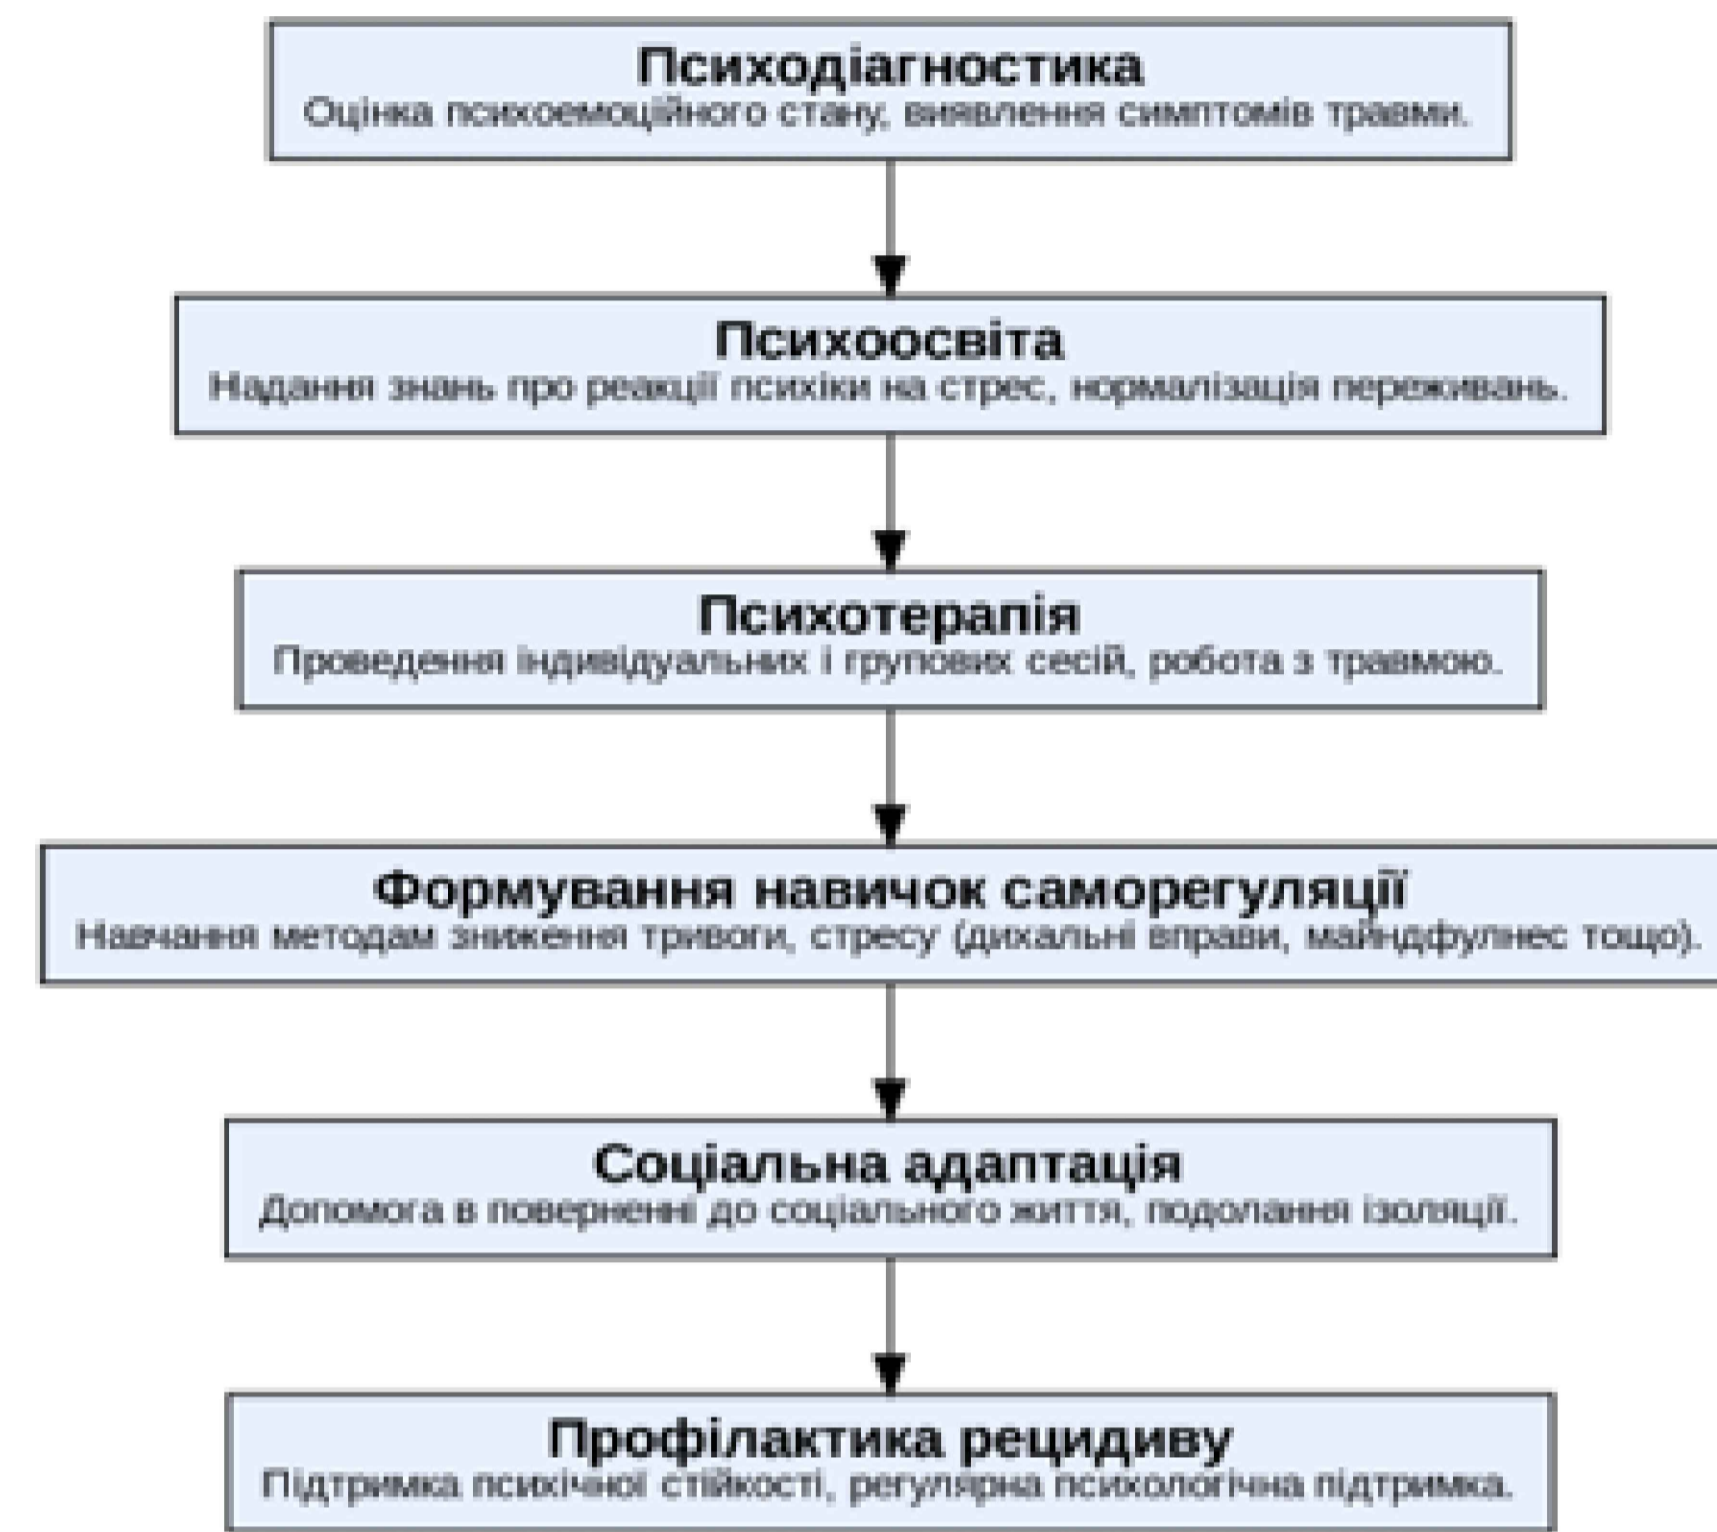 Психодіагностика
Оцінка психоемоційного стану, виявлення симптомів травми.
Психоосвіта
Надання знань про реакції психіки на стрес, нормалізація переживань.
Психотерапія
Проведення індивідуальних і групових сесій, робота з травмою.
Формування навичок саморегуляції
Навчання методам зниження тривоги, стресу (дихальні вправи, майндфулнес тощо).
Соціальна адаптація
Допомога в поверненні до соціального життя, подолання ізоляції.
Профілактика рецидиву
Підтримка психічної стійкості, регулярна психологічна підтримка.